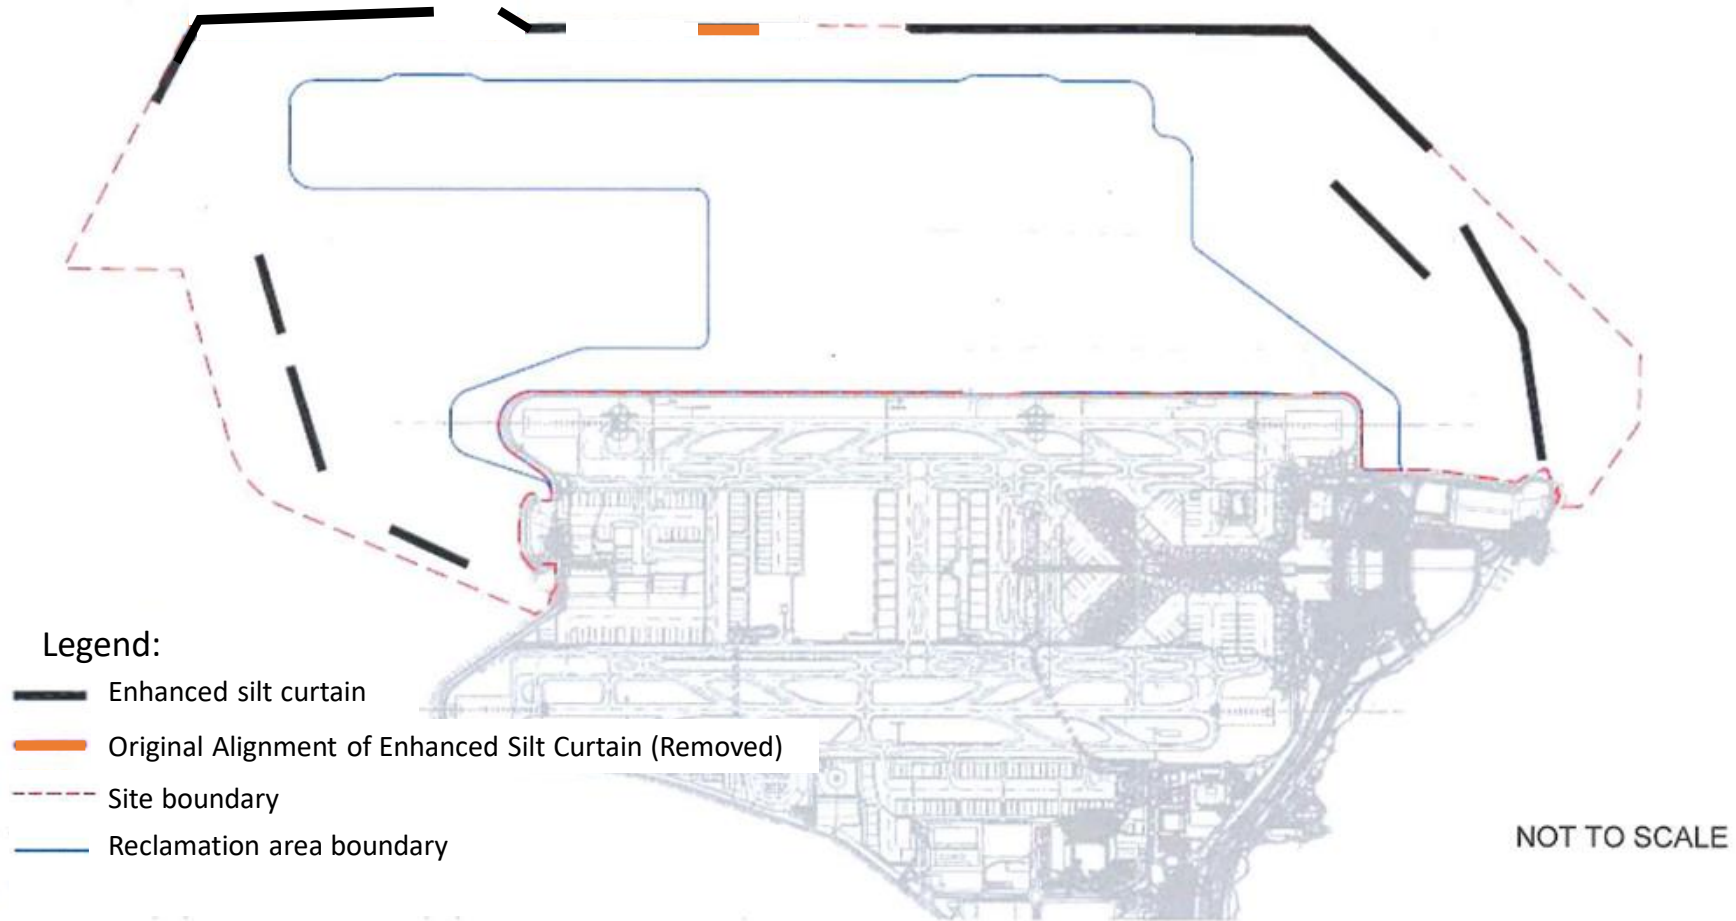 Legend:
Enhanced silt curtain
Original Alignment of Enhanced Silt Curtain (Removed)
Site boundary
Reclamation area boundary
NOT TO SCALE